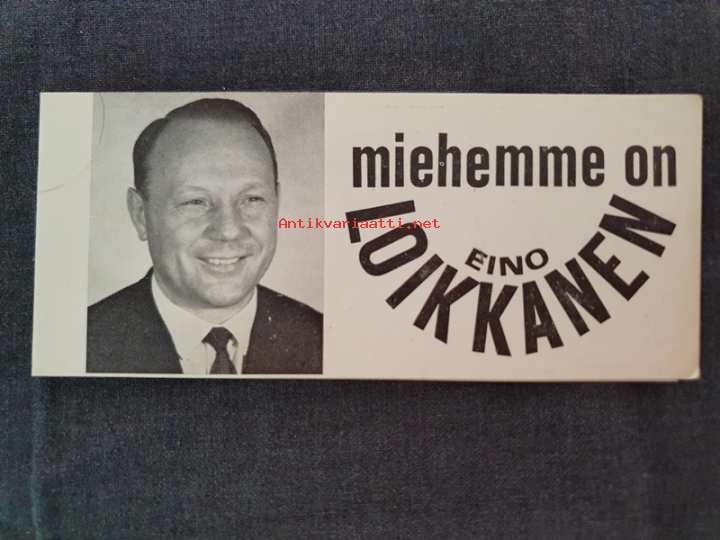 miehemme on
EINO
LOIKKANEN
Antikvariaatti.net